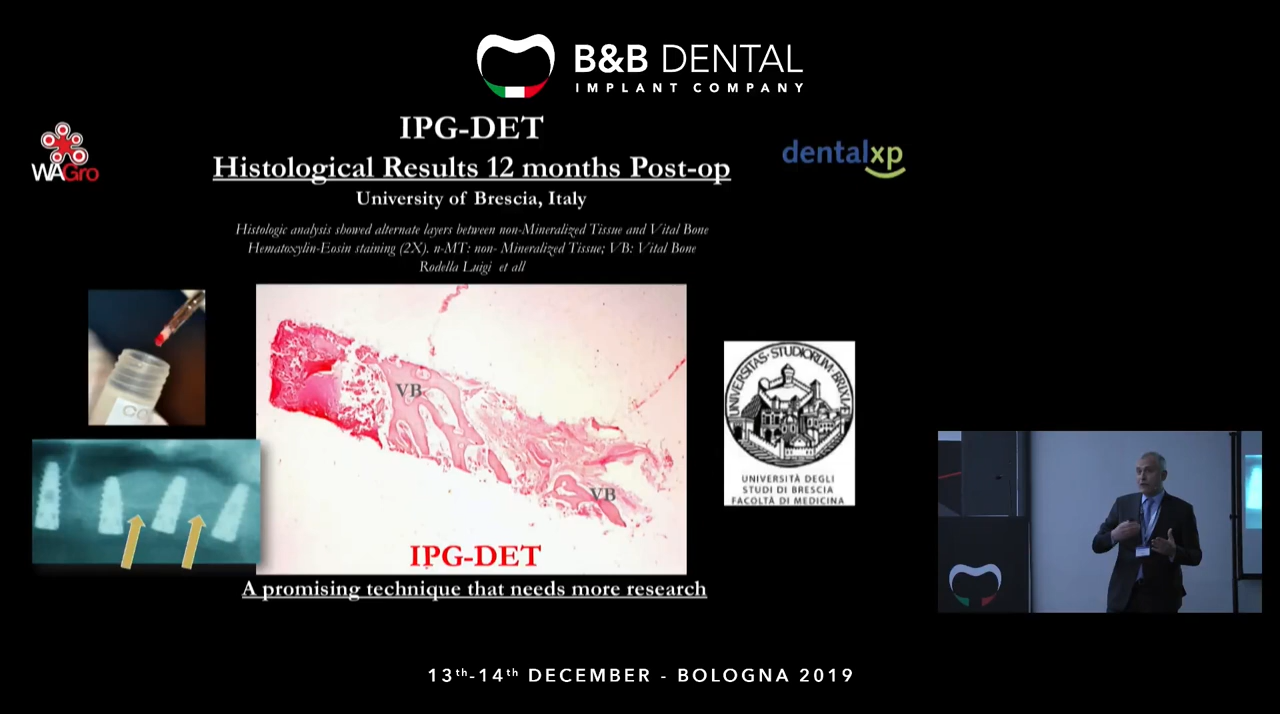 B&B DENTAL
IMPLANT COMPANY
IPG-DET
WAGro
dentalxp
Histological Results 12 months Post-op
University of Brescia, Italy
Histologic analysis showed alternate layers between non-Mineralized Tissue and Vital Bone
Hematoxylin-Eosin staining (2X). n-MT: non- Mineralized Tissue; VB: Vital Bone
Rodella Luigi et all
VB
VB
CO
UNIVERSITAS·STUDIORUM·BRIXIÆ
UNIVERSITÀ DEGLI
STUDI DI BRESCIA
FACOLTÀ DI MEDICINA
IPG-DET
A promising technique that needs more research
13th-14th DECEMBER - BOLOGNA 2019